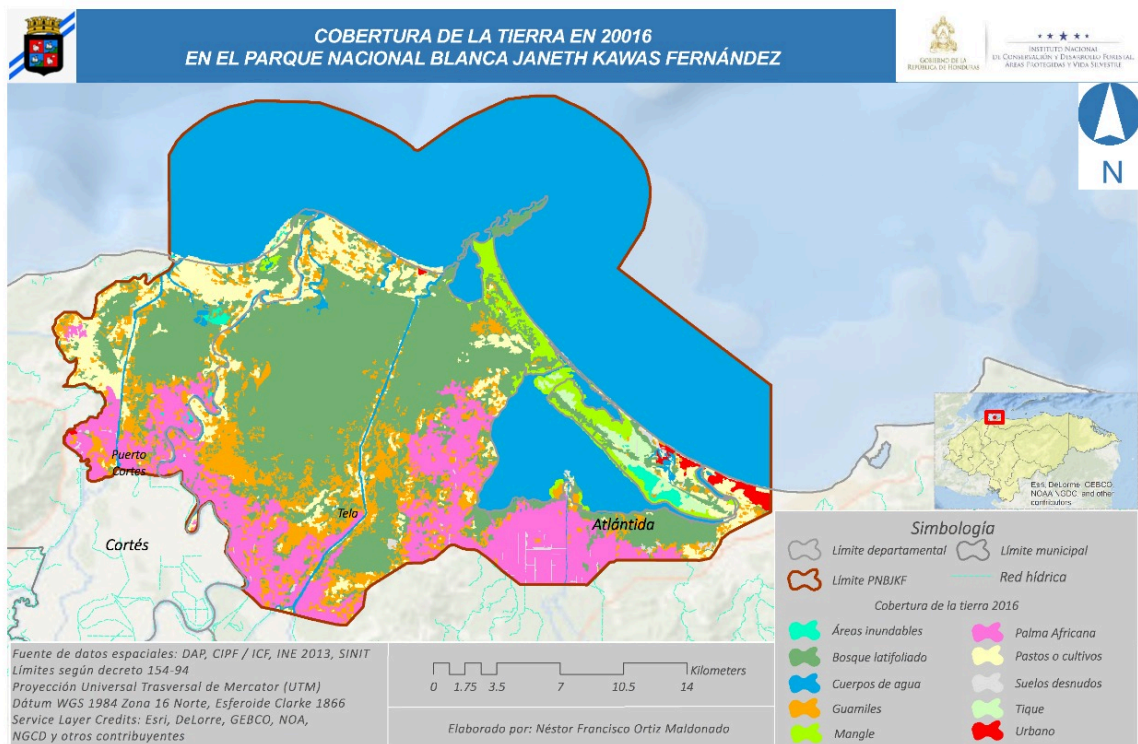 COBERTURA DE LA TIERRA EN 20016
EN EL PARQUE NACIONAL BLANCA JANETH KAWAS FERNÁNDEZ
GOBIERNO DE LA
REPÚBLICA DE HONDURAS
INSTITUTO NACIONAL
DE CONSERVACIÓN Y DESARROLLO FORESTAL,
ÁREAS PROTEGIDAS Y VIDA SILVESTRE
N
Puerto
Cortes
Cortés
Tela
Atlántida
Esri, DeLorme, GEBCO,
NOAA NGDC, and other
contributors
Simbología
Límite departamental
Límite municipal
Límite PNBJKF
Red hídrica
Cobertura de la tierra 2016
Áreas inundables
Palma Africana
Bosque latifoliado
Pastos o cultivos
Cuerpos de agua
Suelos desnudos
Guamiles
Tique
Mangle
Urbano
Fuente de datos espaciales: DAP, CIPF / ICF, INE 2013, SINIT
Límites según decreto 154-94
Proyección Universal Trasversal de Mercator (UTM)
Dátum WGS 1984 Zona 16 Norte, Esferoide Clarke 1866
Service Layer Credits: Esri, DeLorre, GEBCO, NOA,
NGCD y otros contribuyentes
Kilometers
0 1.75 3.5 7 10.5 14
Elaborado por: Néstor Francisco Ortiz Maldonado